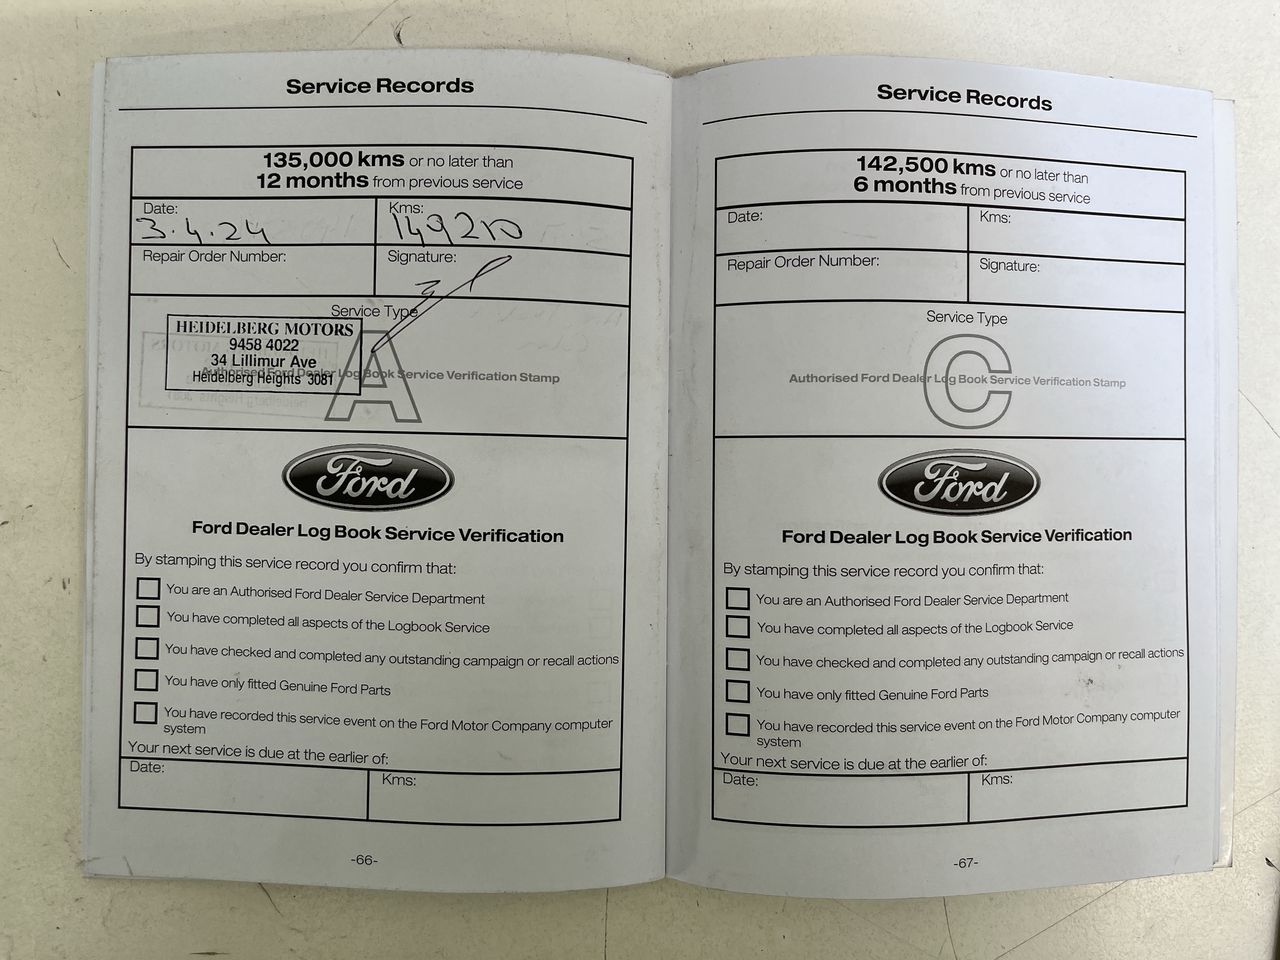 Service Records
135,000 kms or no later than
12 months from previous service
Date:
3.4.24
Kms:
149210
Repair Order Number:
Signature:
Service Type
A
HEIDELBERG MOTORS
9458 4022
34 Lillimur Ave
Heidelberg Heights 3081
Authorised Ford Dealer Log Book Service Verification Stamp
Ford
Ford Dealer Log Book Service Verification
By stamping this service record you confirm that:
You are an Authorised Ford Dealer Service Department
You have completed all aspects of the Logbook Service
You have checked and completed any outstanding campaign or recall actions
You have only fitted Genuine Ford Parts
You have recorded this service event on the Ford Motor Company computer
system
Your next service is due at the earlier of:
Date:
Kms:
-66-
Service Records
142,500 kms or no later than
6 months from previous service
Date:
Kms:
Repair Order Number:
Signature:
Service Type
C
Authorised Ford Dealer Log Book Service Verification Stamp
Ford
Ford Dealer Log Book Service Verification
By stamping this service record you confirm that:
You are an Authorised Ford Dealer Service Department
You have completed all aspects of the Logbook Service
You have checked and completed any outstanding campaign or recall actions
You have only fitted Genuine Ford Parts
You have recorded this service event on the Ford Motor Company computer
system
Your next service is due at the earlier of:
Date:
Kms:
-67-